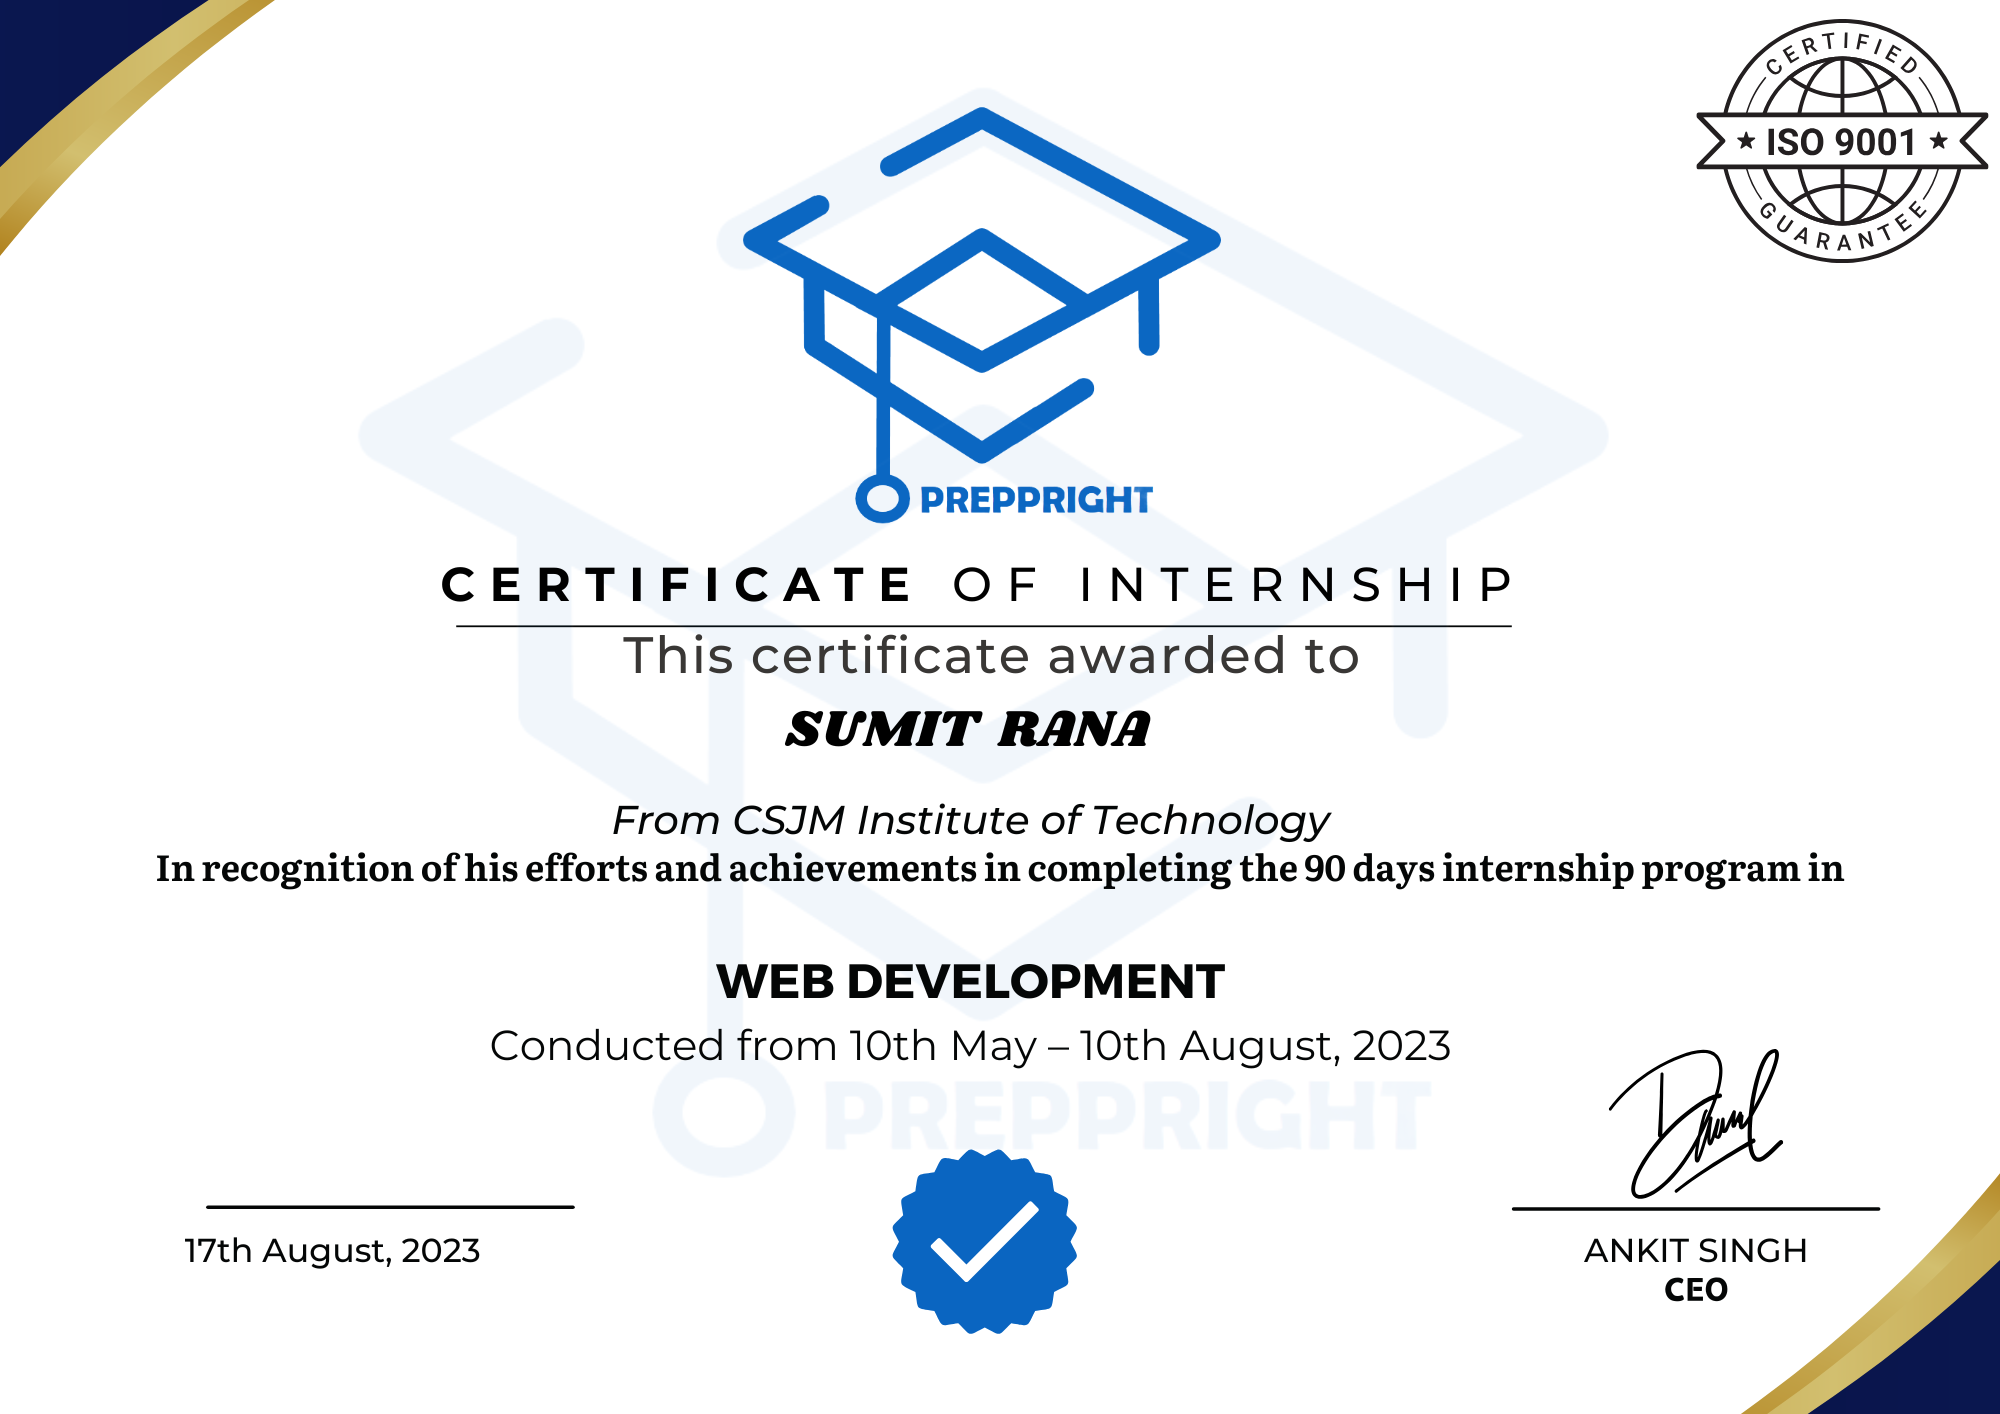 CERTIFIED
ISO 9001
GUARANTEE
PREPPRIGHT
CERTIFICATE OF INTERNSHIP
This certificate awarded to
SUMIT RANA
From CSJM Institute of Technology
In recognition of his efforts and achievements in completing the 90 days internship program in
WEB DEVELOPMENT
Conducted from 10th May – 10th August, 2023
PREPPRIGHT
17th August, 2023
ANKIT SINGH
CEO